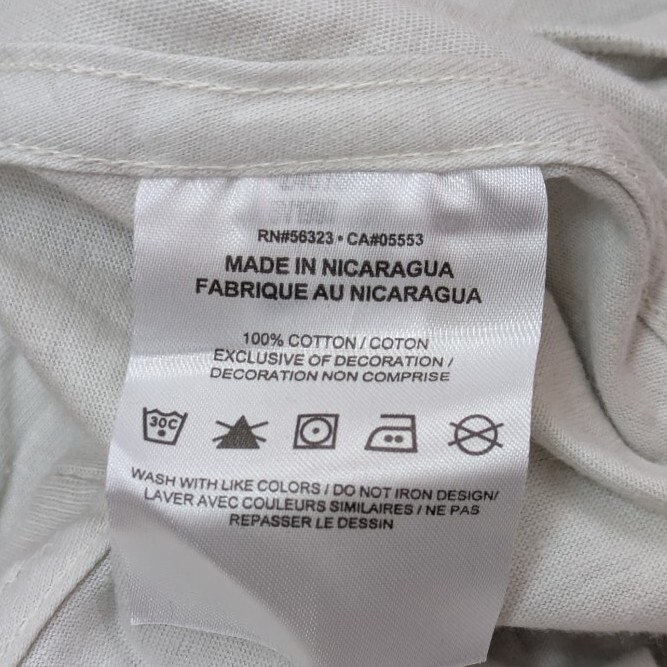 RN#56323 • CA#05553
MADE IN NICARAGUA
FABRIQUE AU NICARAGUA
100% COTTON / COTON
EXCLUSIVE OF DECORATION /
DECORATION NON COMPRISE
30C
WASH WITH LIKE COLORS / DO NOT IRON DESIGN/
LAVER AVEC COULEURS SIMILAIRES / NE PAS
REPASSER LE DESSIN